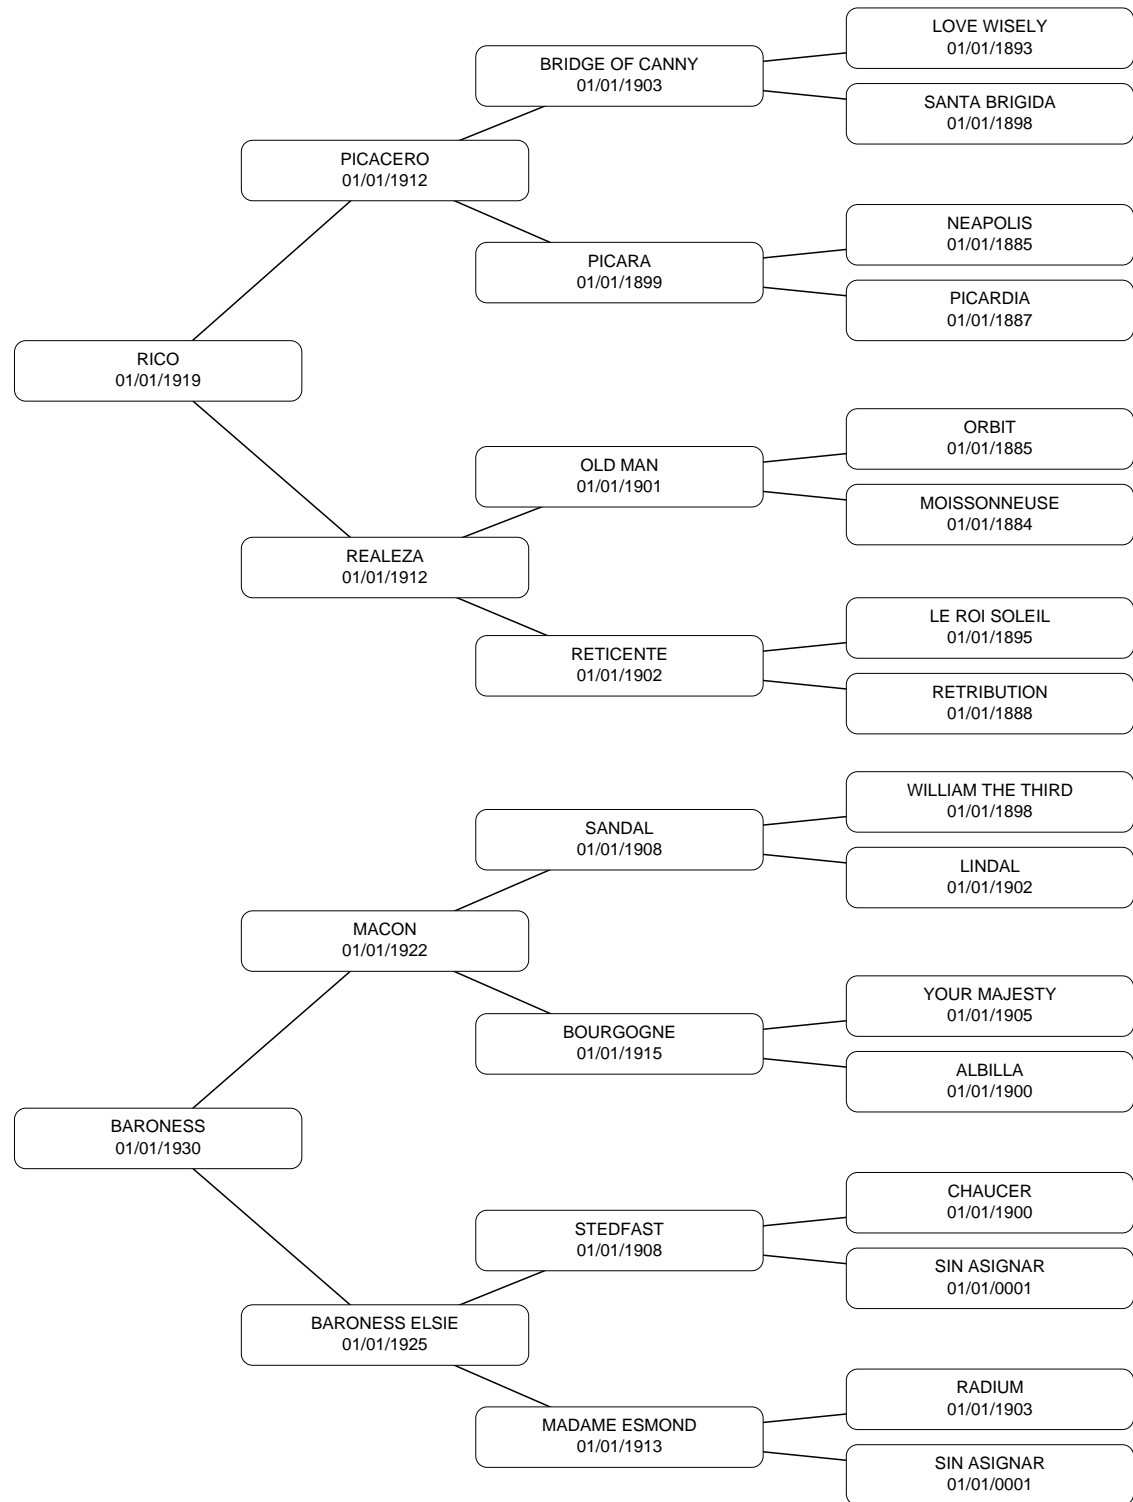 LOVE WISELY
01/01/1893
BRIDGE OF CANNY
01/01/1903
SANTA BRIGIDA
01/01/1898
PICACERO
01/01/1912
NEAPOLIS
01/01/1885
PICARA
01/01/1899
PICARDIA
01/01/1887
RICO
01/01/1919
ORBIT
01/01/1885
OLD MAN
01/01/1901
MOISSONNEUSE
01/01/1884
REALEZA
01/01/1912
LE ROI SOLEIL
01/01/1895
RETICENTE
01/01/1902
RETRIBUTION
01/01/1888
WILLIAM THE THIRD
01/01/1898
SANDAL
01/01/1908
LINDAL
01/01/1902
MACON
01/01/1922
YOUR MAJESTY
01/01/1905
BOURGOGNE
01/01/1915
ALBILLA
01/01/1900
BARONESS
01/01/1930
CHAUCER
01/01/1900
STEDFAST
01/01/1908
SIN ASIGNAR
01/01/0001
BARONESS ELSIE
01/01/1925
RADIUM
01/01/1903
MADAME ESMOND
01/01/1913
SIN ASIGNAR
01/01/0001